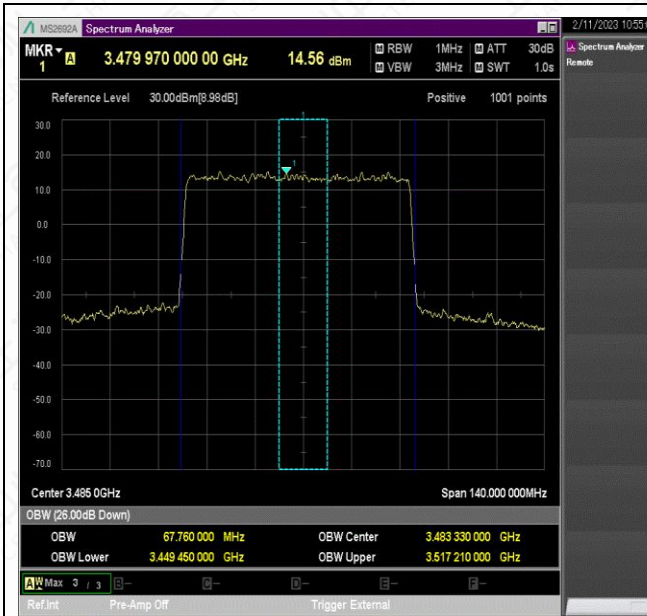 MS2692A Spectrum Analyzer
2/11/2023 10:55:
MKR 1 A 3.479 970 000 00 GHz 14.56 dBm
RBW 1MHz ATT 30dB
VBW 3MHz SWT 1.0s
Spectrum Analyzer
Remote
Reference Level 30.00dBm[8.98dB] Positive 1001 points
30.0
20.0
10.0
0.0
-10.0
-20.0
-30.0
-40.0
-50.0
-60.0
-70.0
1
1
Center 3.485 0GHz Span 140.000 000MHz
OBW (26.00dB Down)
OBW 67.760 000 MHz OBW Center 3.483 330 000 GHz
OBW Lower 3.449 450 000 GHz OBW Upper 3.517 210 000 GHz
A W Max 3 / 3 B- C- D- E- F-
Ref.Int Pre-Amp Off Trigger External